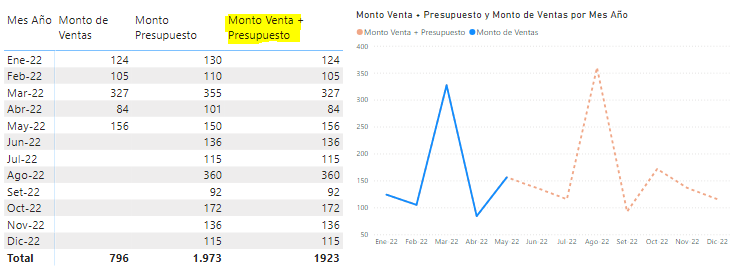 Mes Año Monto de Ventas Monto Presupuesto Monto Venta + Presupuesto
Ene-22 124 130 124
Feb-22 105 110 105
Mar-22 327 355 327
Abr-22 84 101 84
May-22 156 150 156
Jun-22 136 136
Jul-22 115 115
Ago-22 360 360
Set-22 92 92
Oct-22 172 172
Nov-22 136 136
Dic-22 115 115
Total 796 1.973 1923
Monto Venta + Presupuesto y Monto de Ventas por Mes Año
Monto Venta + Presupuesto Monto de Ventas
400
350
300
250
200
150
100
50
Ene-22 Feb-22 Mar-22 Abr-22 May-22 Jun-22 Jul-22 Ago-22 Set-22 Oct-22 Nov-22 Dic-22